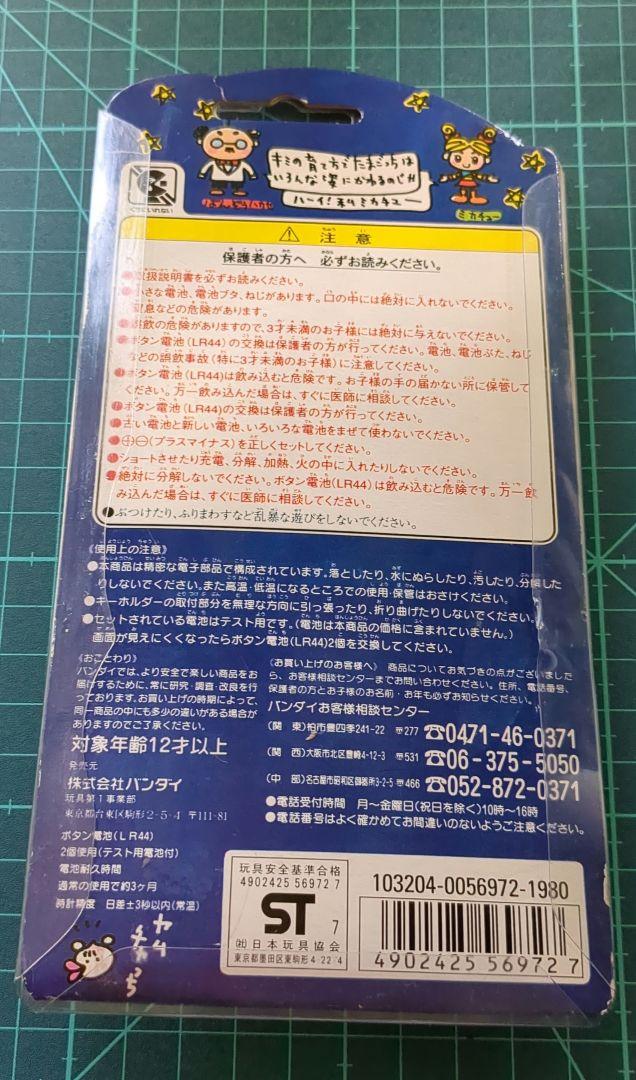 キミの育て方でたまごっちは
いろんな姿にかわるのじゃ
ハーイ!私ミカチュー
くちにいれない
ミカチュー
⚠ 注意
保護者の方へ 必ずお読みください。
●取扱説明書を必ずお読みください。
●小さな電池、電池ブタ、ねじがあります。口の中には絶対に入れないでください。
窒息などの危険があります。
●誤飲の危険がありますので、3才未満のお子様には絶対に与えないでください。
●ボタン電池(LR44)の交換は保護者の方が行ってください。電池、電池ぶた、ねじ
などの誤飲事故(特に3才未満のお子様)に注意してください。
●ボタン電池(LR44)は飲み込むと危険です。お子様の手の届かない所に保管して
ください。万一飲み込んだ場合は、すぐに医師に相談してください。
●ボタン電池(LR44)の交換は保護者の方が行ってください。
●古い電池と新しい電池、いろいろな電池をまぜて使わないでください。
●⊕⊖(プラスマイナス)を正しくセットしてください。
●ショートさせたり充電、分解、加熱、火の中に入れたりしないでください。
●絶対に分解しないでください。ボタン電池(LR44)は飲み込むと危険です。万一飲
み込んだ場合は、すぐに医師に相談してください。
●ぶつけたり、ふりまわすなど乱暴な遊びをしないでください。
《使用上の注意》
●本商品は精密な電子部品で構成されています。落としたり、水にぬらしたり、汚したり、分解した
りしないでください。また高温・低温になるところでの使用・保管はおさけください。
●キーホルダーの取付部分を無理な方向に引っ張ったり、折り曲げたりしないでください。
●セットされている電池はテスト用です。(電池は本商品の価格に含まれていません。)
画面が見えにくくなったらボタン電池(LR44)2個を交換してください。
《おことわり》
バンダイでは、より安全で楽しい商品をお
届けするために、常に研究・調査・改良を行
っております。お買い上げの時期によって、
同一商品の中にも多少の違いがある場合が
ありますのでご了承ください。
対象年齢12才以上
発売元
株式会社バンダイ
玩具第1事業部
東京都台東区駒形2-5-4 〒111-81
ボタン電池(LR44)
2個使用(テスト用電池付)
電池耐久時間
通常の使用で約3ヶ月
時計精度 日差±3秒以内(常温)
《お買い上げのお客様へ》 商品についてお気づきの点がございました
ら、お客様相談センターまでお問い合わせください。住所、電話番号、
保護者の方とお子様のお名前・お年も必ずお知らせください。
バンダイお客様相談センター
(関 東)柏市豊四季241-22 〒277 ☎0471-46-0371
(関 西)大阪市北区豊崎4-12-3 〒531 ☎06-375-5050
(中 部)名古屋市昭和区御器所3-2-5 〒466 ☎052-872-0371
●電話受付時間 月~金曜日(祝日を除く)10時~16時
●電話番号はよく確かめてお間違いのないようご注意ください。
玩具安全基準合格
4902425 56972 7
ST 7
㈳日本玩具協会
東京都墨田区東駒形4-22-4
103204-0056972-1980
4902425 569727